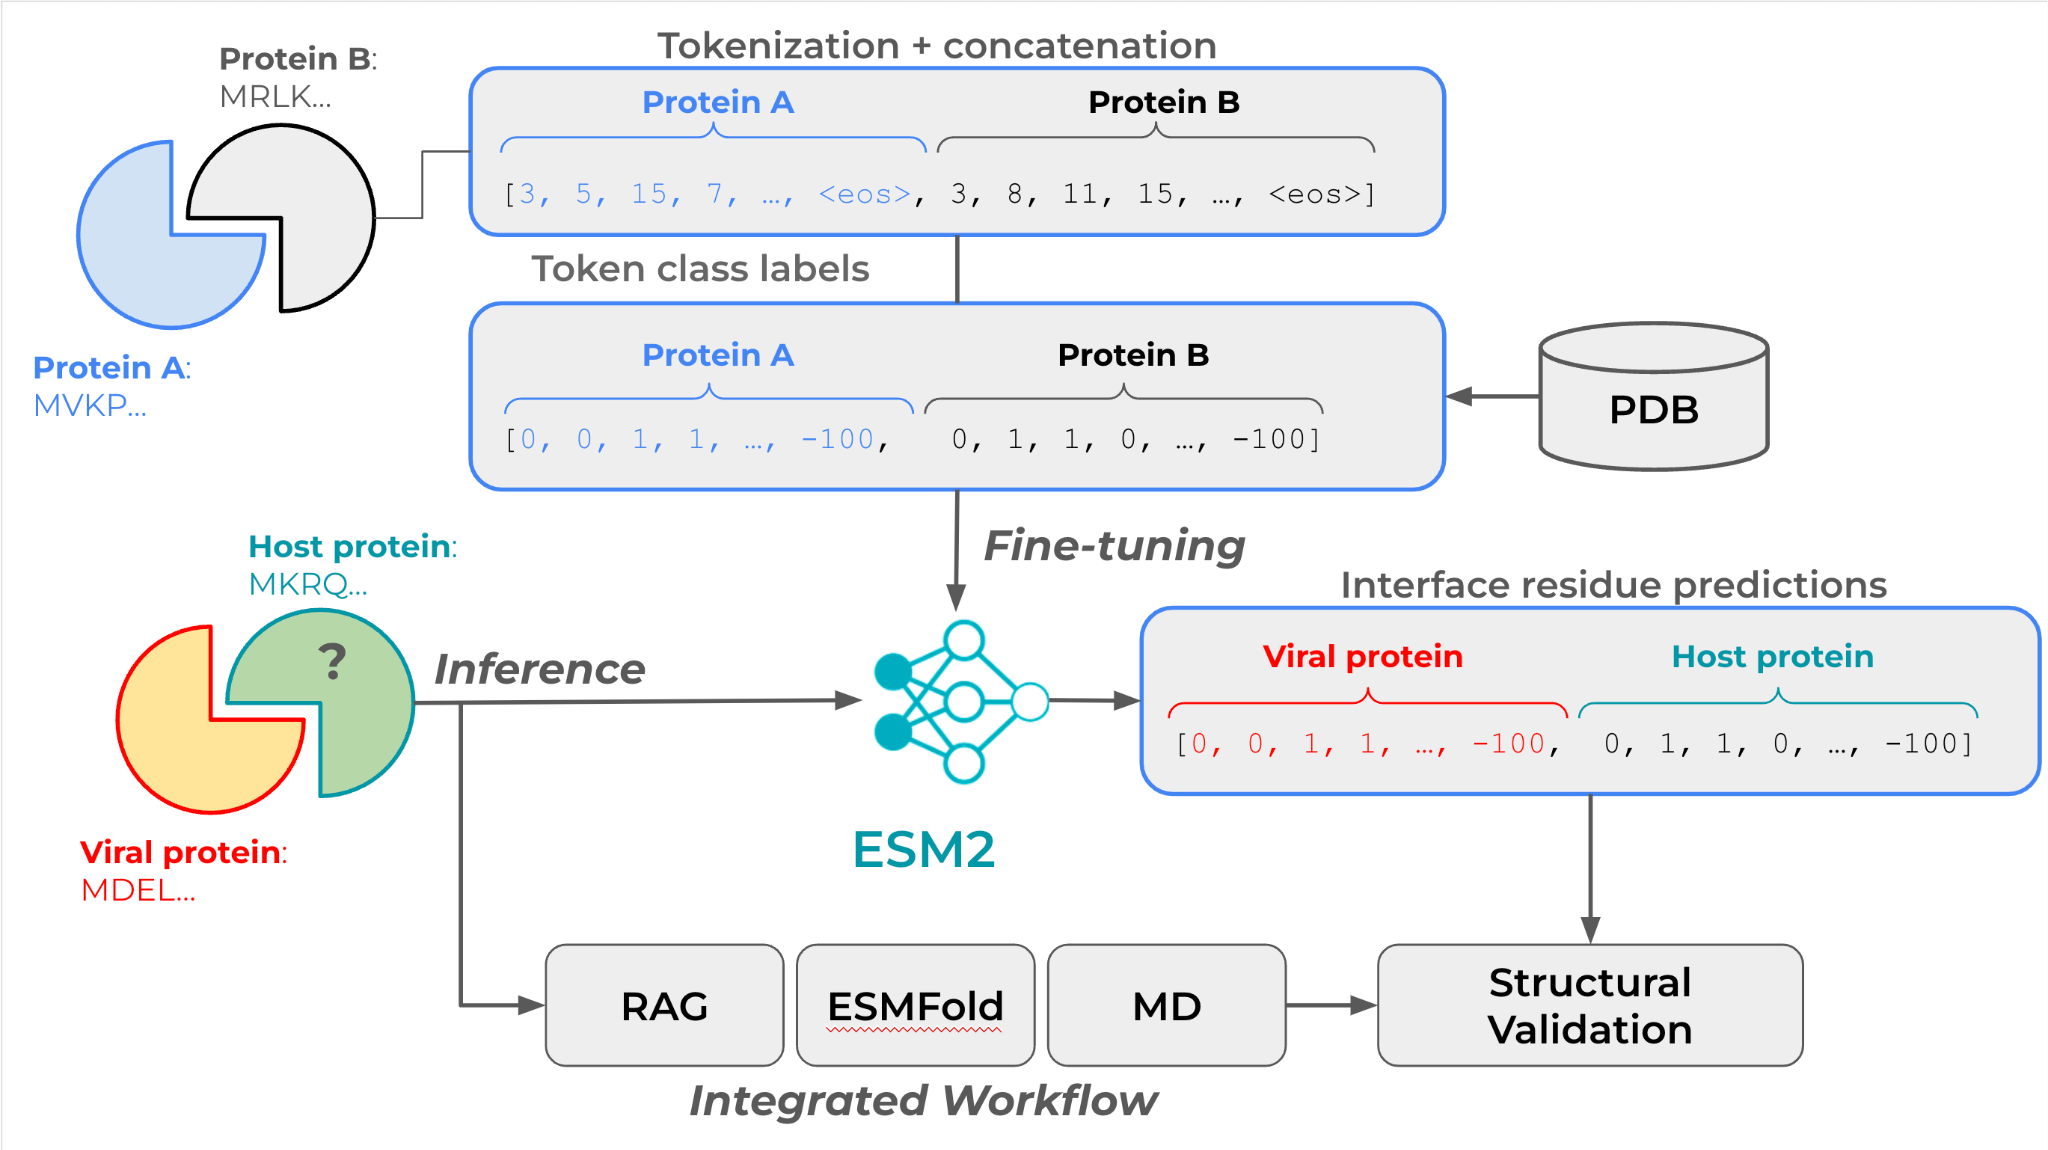 Tokenization + concatenation
Protein B:
MRLK...
Protein A
Protein B
[3, 5, 15, 7, …, <eos>, 3, 8, 11, 15, …, <eos>]
Protein A:
MVKP...
Token class labels
Protein A
Protein B
[0, 0, 1, 1, …, -100, 0, 1, 1, 0, …, -100]
PDB
Fine-tuning
Host protein:
MKRQ...
?
Viral protein:
MDEL...
Inference
ESM2
Interface residue predictions
Viral protein
Host protein
[0, 0, 1, 1, …, -100, 0, 1, 1, 0, …, -100]
RAG
ESMFold
MD
Structural
Validation
Integrated Workflow